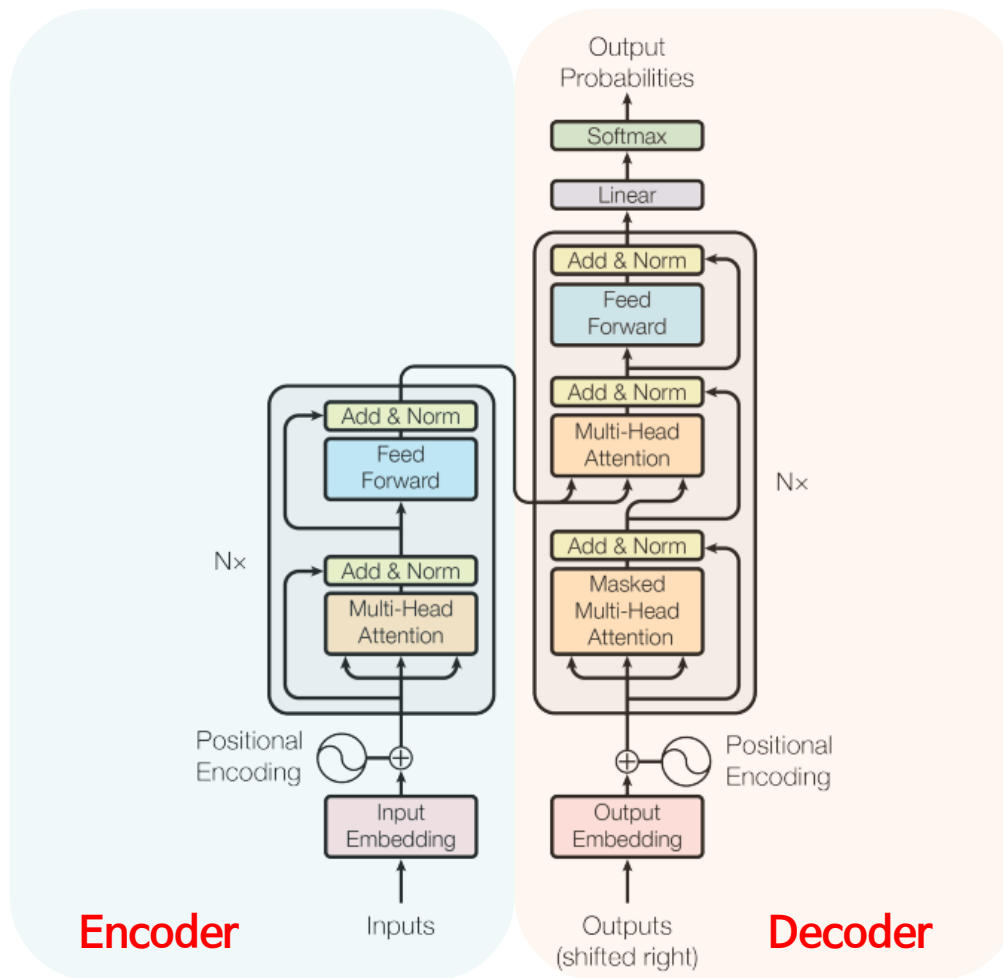 Output
Probabilities
Softmax
Linear
Add & Norm
Feed
Forward
Add & Norm
Multi-Head
Attention
Nx
Add & Norm
Masked
Multi-Head
Attention
Positional
Encoding
Output
Embedding
Outputs
(shifted right)
Decoder
Add & Norm
Feed
Forward
Nx
Add & Norm
Multi-Head
Attention
Positional
Encoding
Input
Embedding
Inputs
Encoder